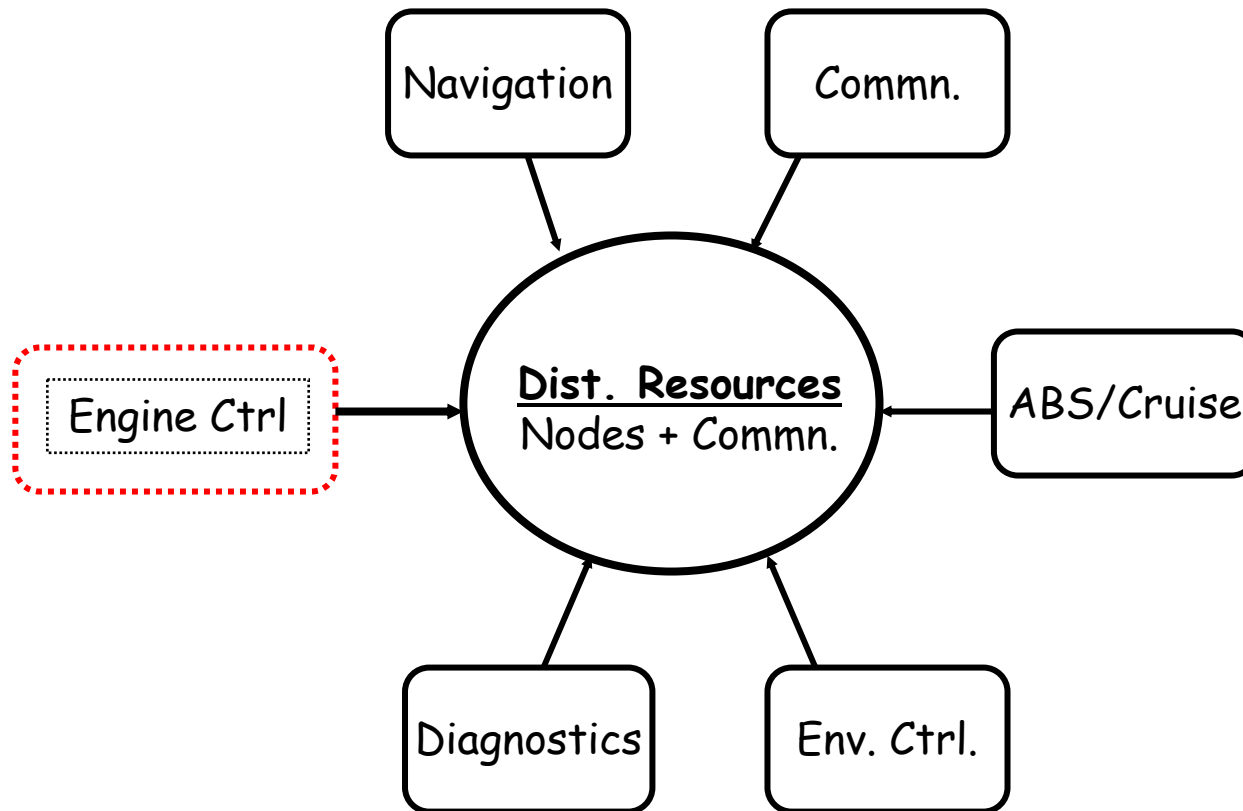 Navigation
Commn.
Engine Ctrl
Dist. Resources
Nodes + Commn.
ABS/Cruise
Diagnostics
Env. Ctrl.